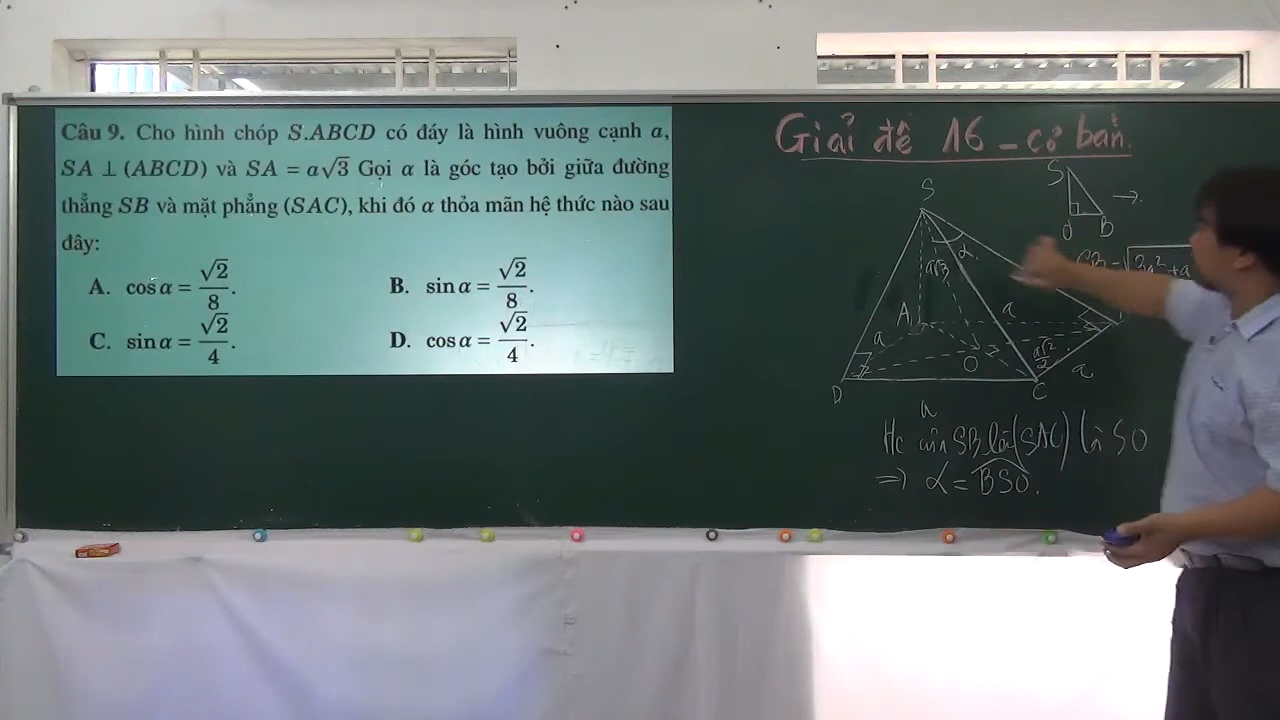 Câu 9. Cho hình chóp S.ABCD có đáy là hình vuông cạnh a,
SA ⊥ (ABCD) và SA = a√3 Gọi α là góc tạo bởi giữa đường
thẳng SB và mặt phẳng (SAC), khi đó α thỏa mãn hệ thức nào sau
đây:
A. cos α = √2/8. B. sin α = √2/8.
C. sin α = √2/4. D. cos α = √2/4.
Giải đề 16 - cơ bản.
S
O B
S
α
a√3
A a
a
O a√2/2 a
D C
a
Hc của SB lên (SAC) là SO
⇒ α = BSO.